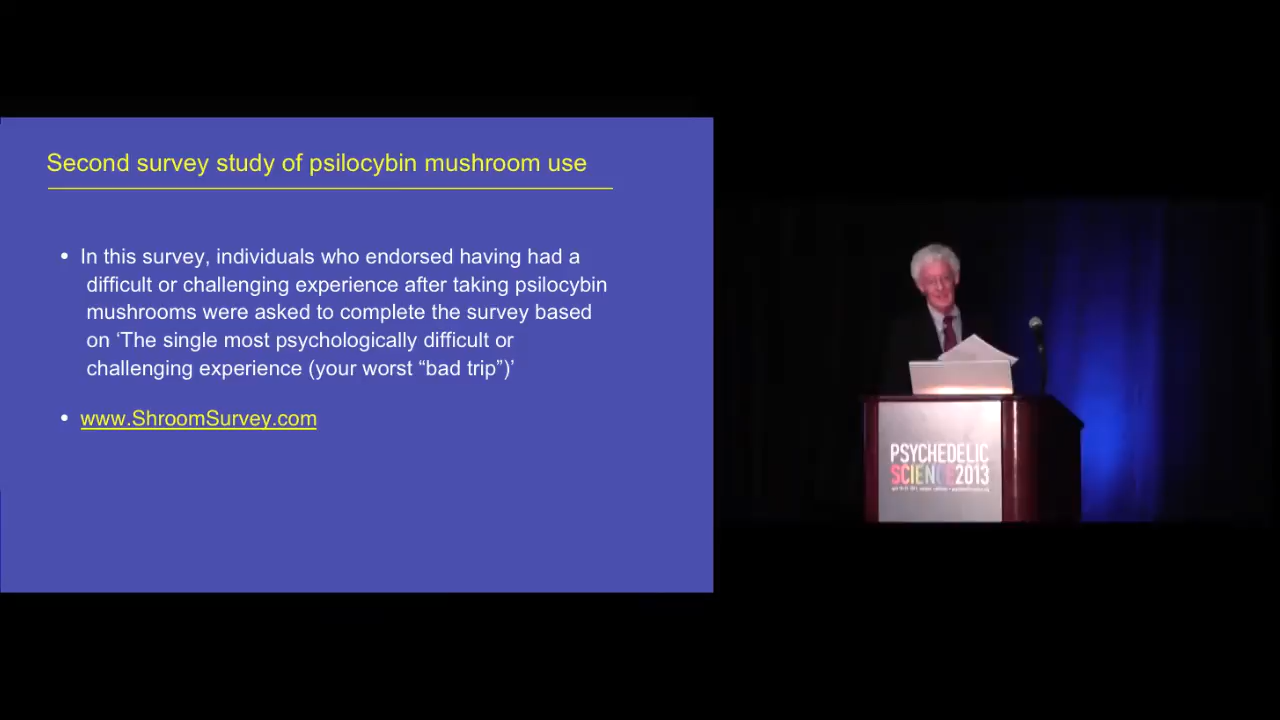 Second survey study of psilocybin mushroom use
• In this survey, individuals who endorsed having had a
difficult or challenging experience after taking psilocybin
mushrooms were asked to complete the survey based
on ‘The single most psychologically difficult or
challenging experience (your worst “bad trip”)’
• www.ShroomSurvey.com
PSYCHEDELIC
SCIENCE2013